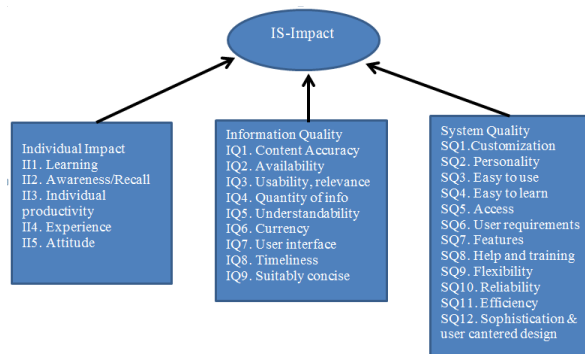 IS-Impact
Individual Impact
II1. Learning
II2. Awareness/Recall
II3. Individual
productivity
II4. Experience
II5. Attitude
Information Quality
IQ1. Content Accuracy
IQ2. Availability
IQ3. Usability, relevance
IQ4. Quantity of info
IQ5. Understandability
IQ6. Currency
IQ7. User interface
IQ8. Timeliness
IQ9. Suitably concise
System Quality
SQ1.Customization
SQ2. Personality
SQ3. Easy to use
SQ4. Easy to learn
SQ5. Access
SQ6. User requirements
SQ7. Features
SQ8. Help and training
SQ9. Flexibility
SQ10. Reliability
SQ11. Efficiency
SQ12. Sophistication &
user cantered design